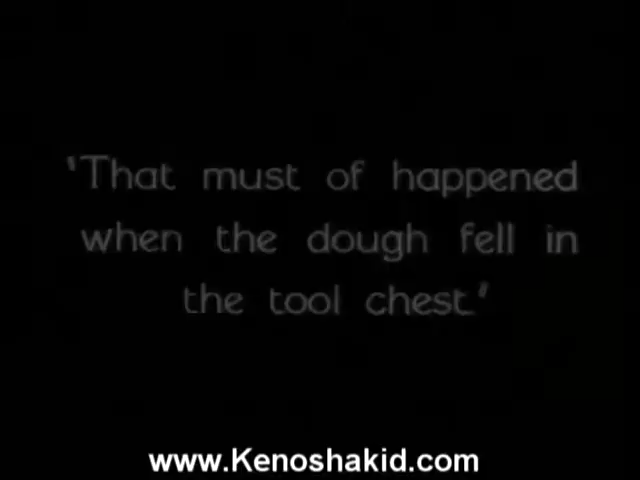 'That must of happened
when the dough fell in
the tool chest.'
www.Kenoshakid.com